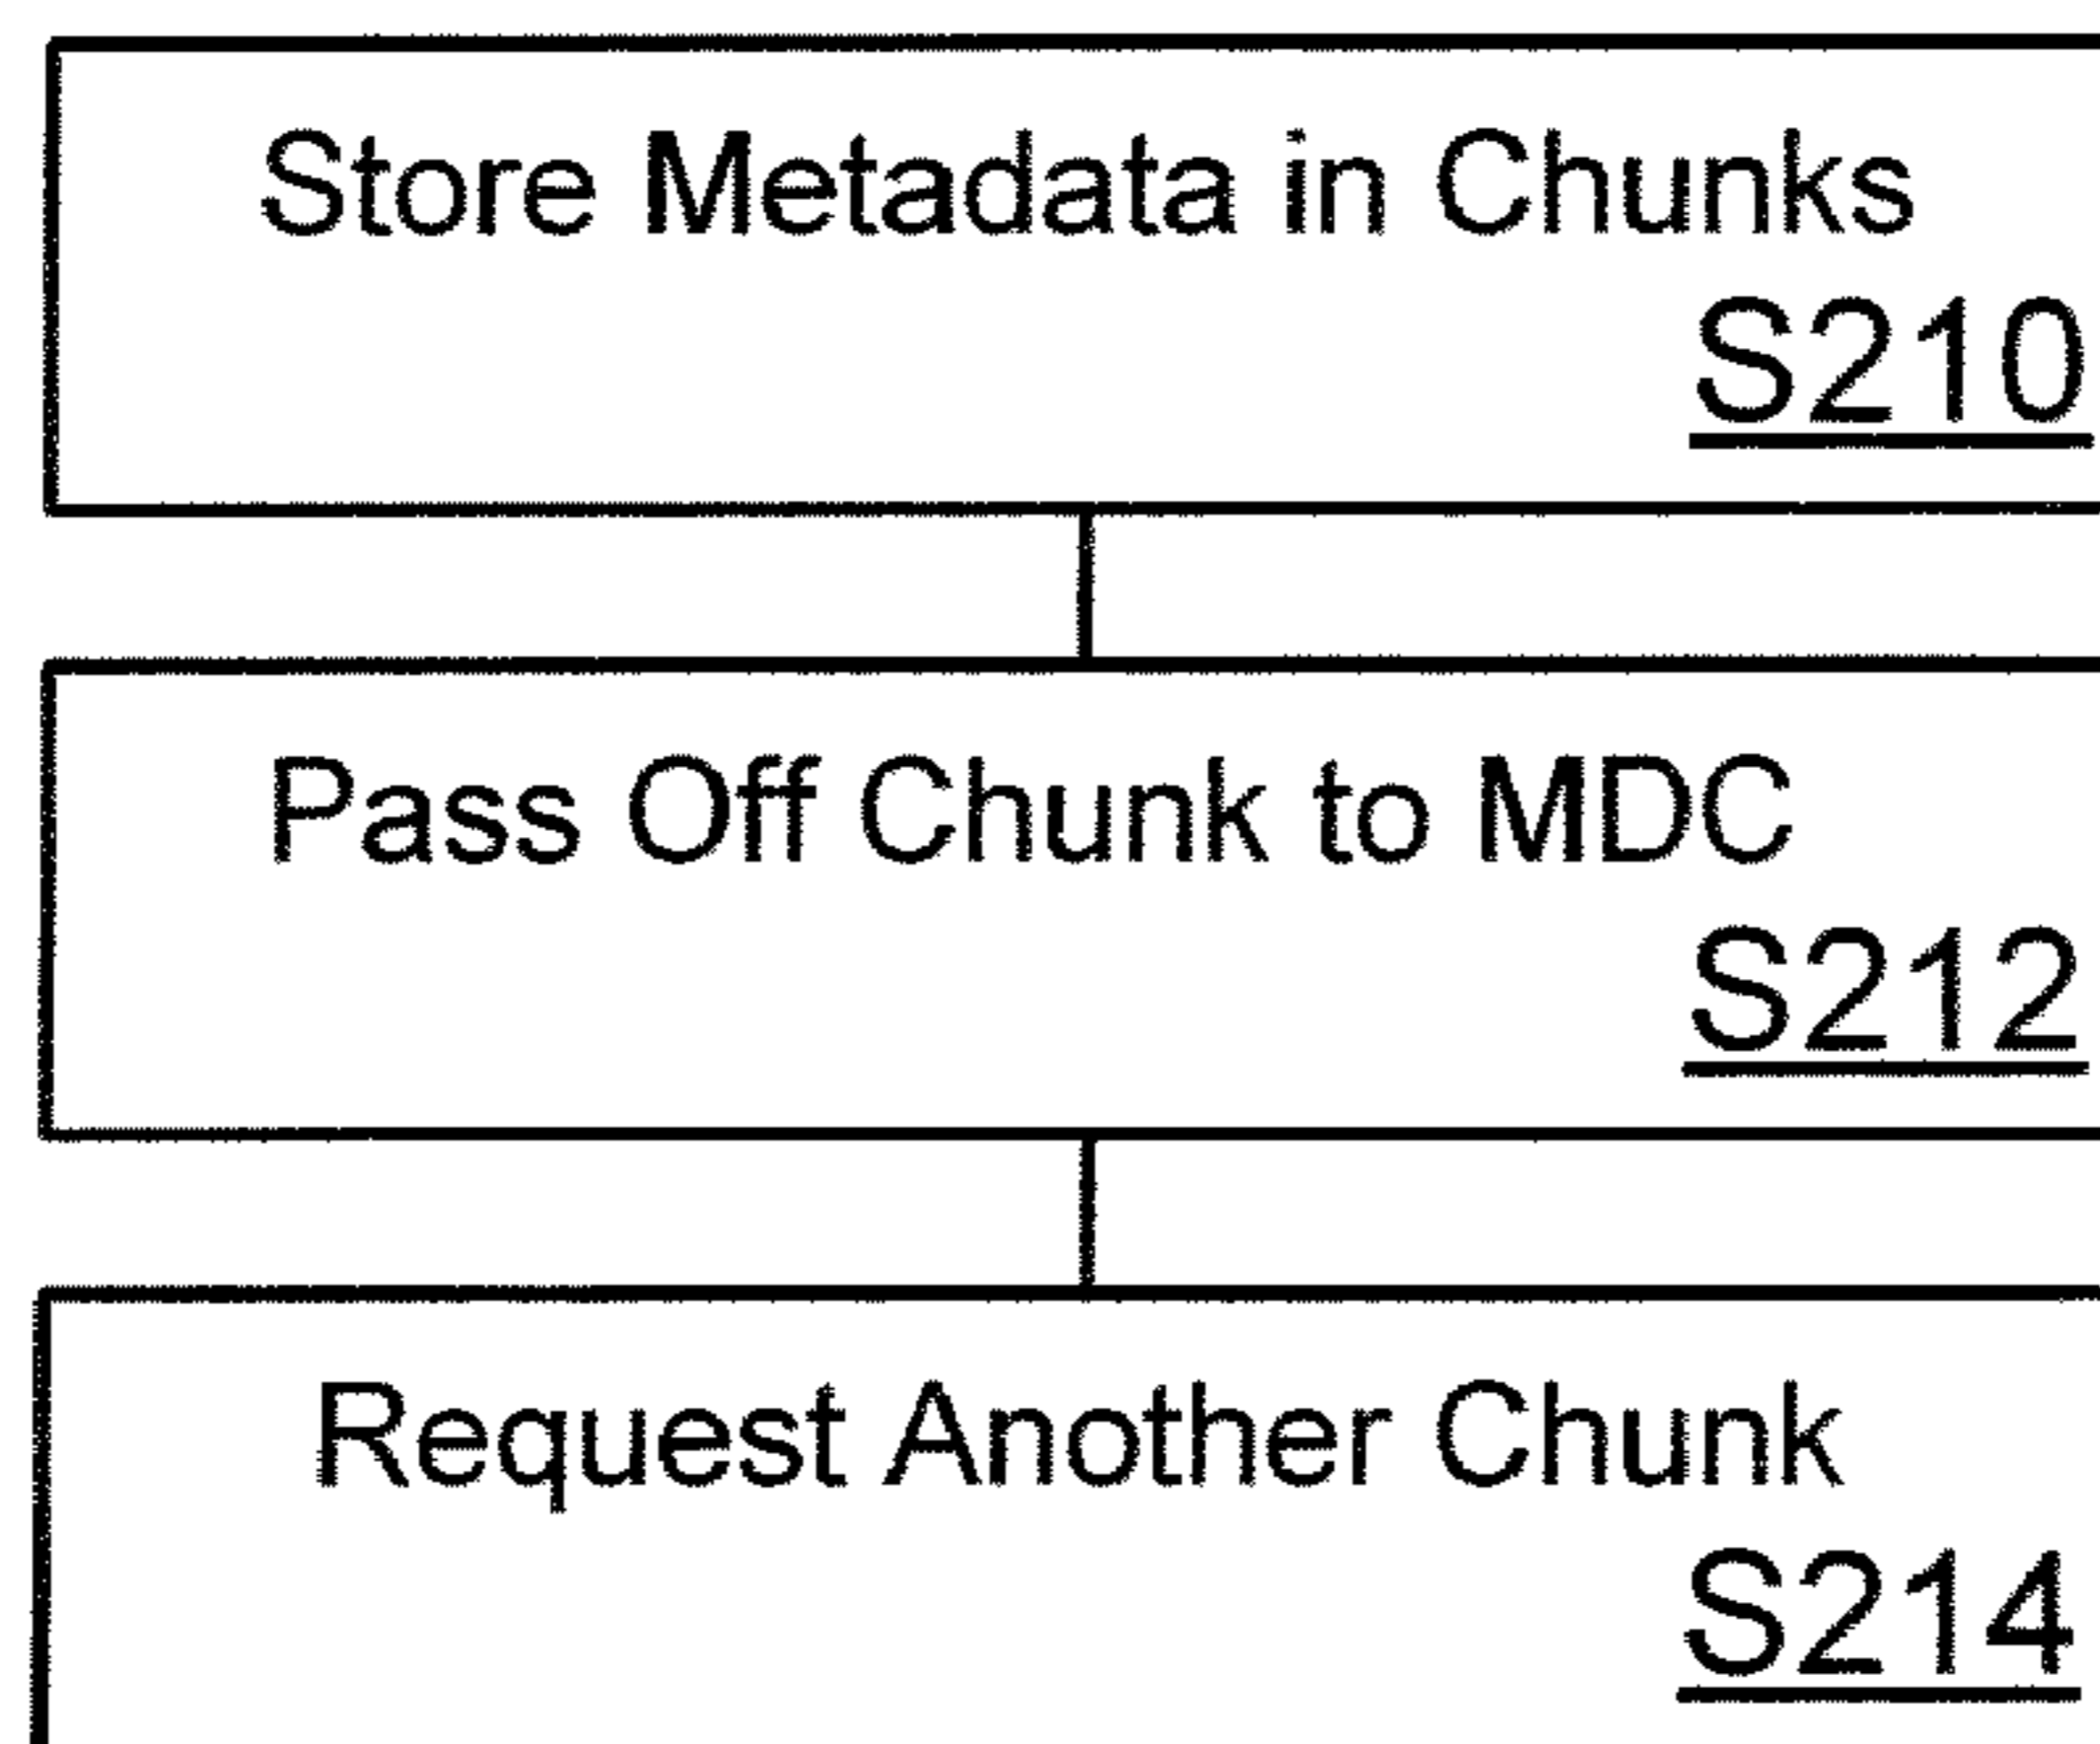 Store Metadata in Chunks
S210
Pass Off Chunk to MDC
S212
Request Another Chunk
S214